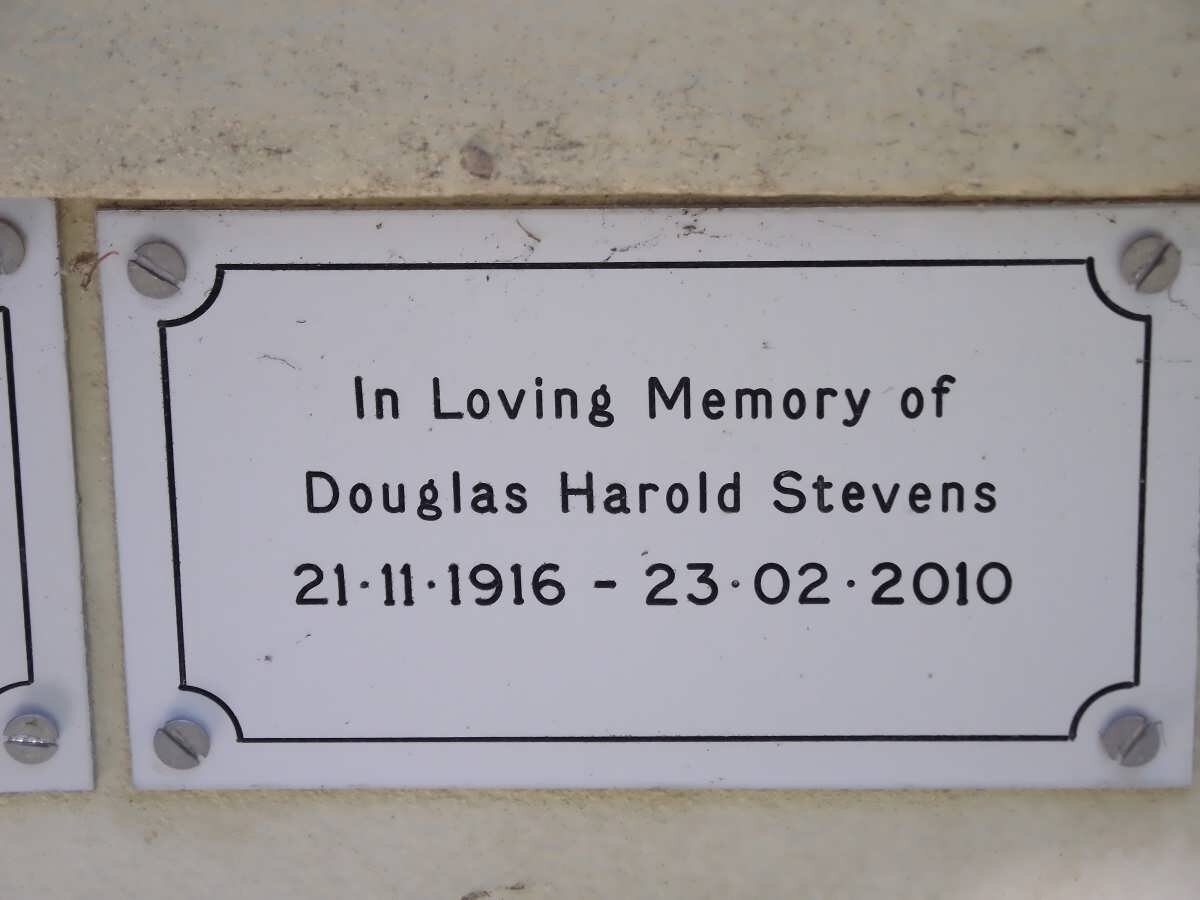 In Loving Memory of
Douglas Harold Stevens
21·11·1916 - 23·02·2010